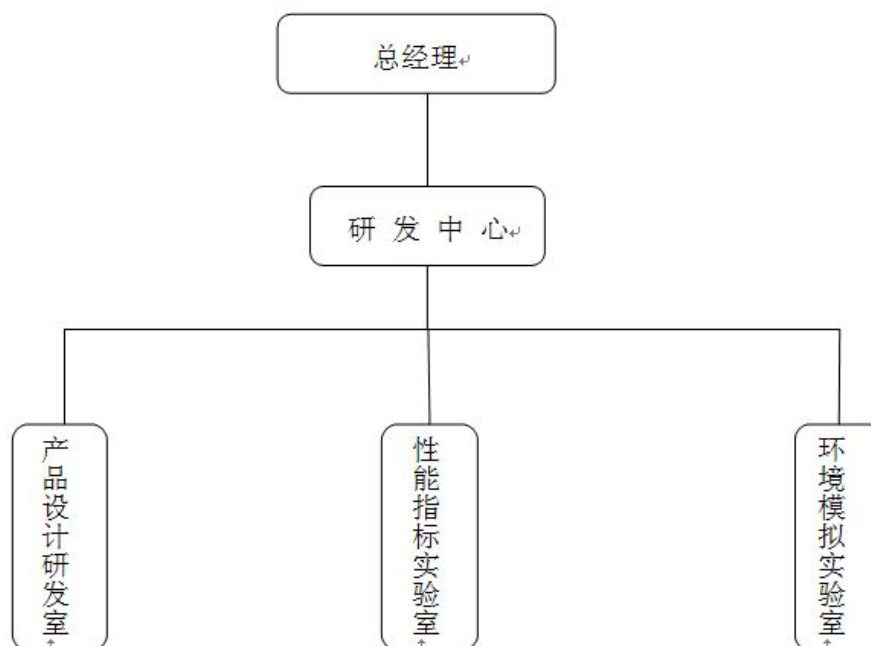 总经理
研 发 中 心
产品设计研发室
性能指标实验室
环境模拟实验室